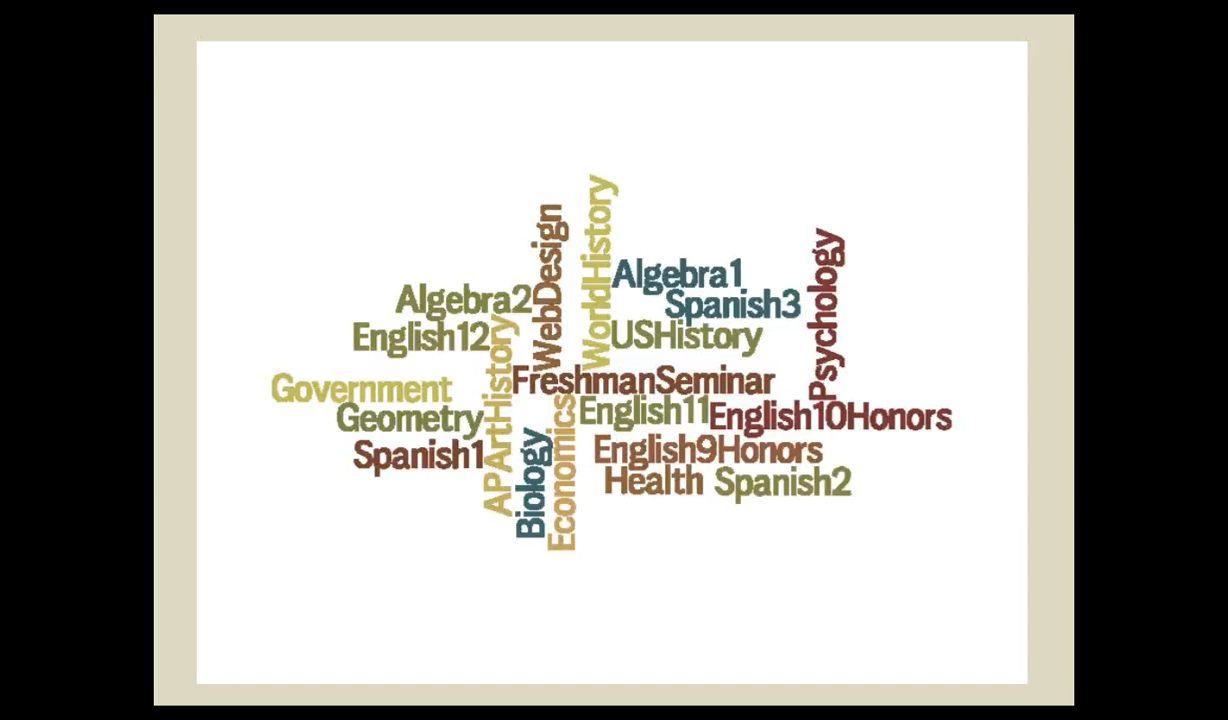 WorldHistory
WebDesign
Psychology
Algebra1
Algebra2
Spanish3
English12
USHistory
APArtHistory
FreshmanSeminar
Government
Economics
English11
English10Honors
Geometry
Biology
English9Honors
Spanish1
Health
Spanish2